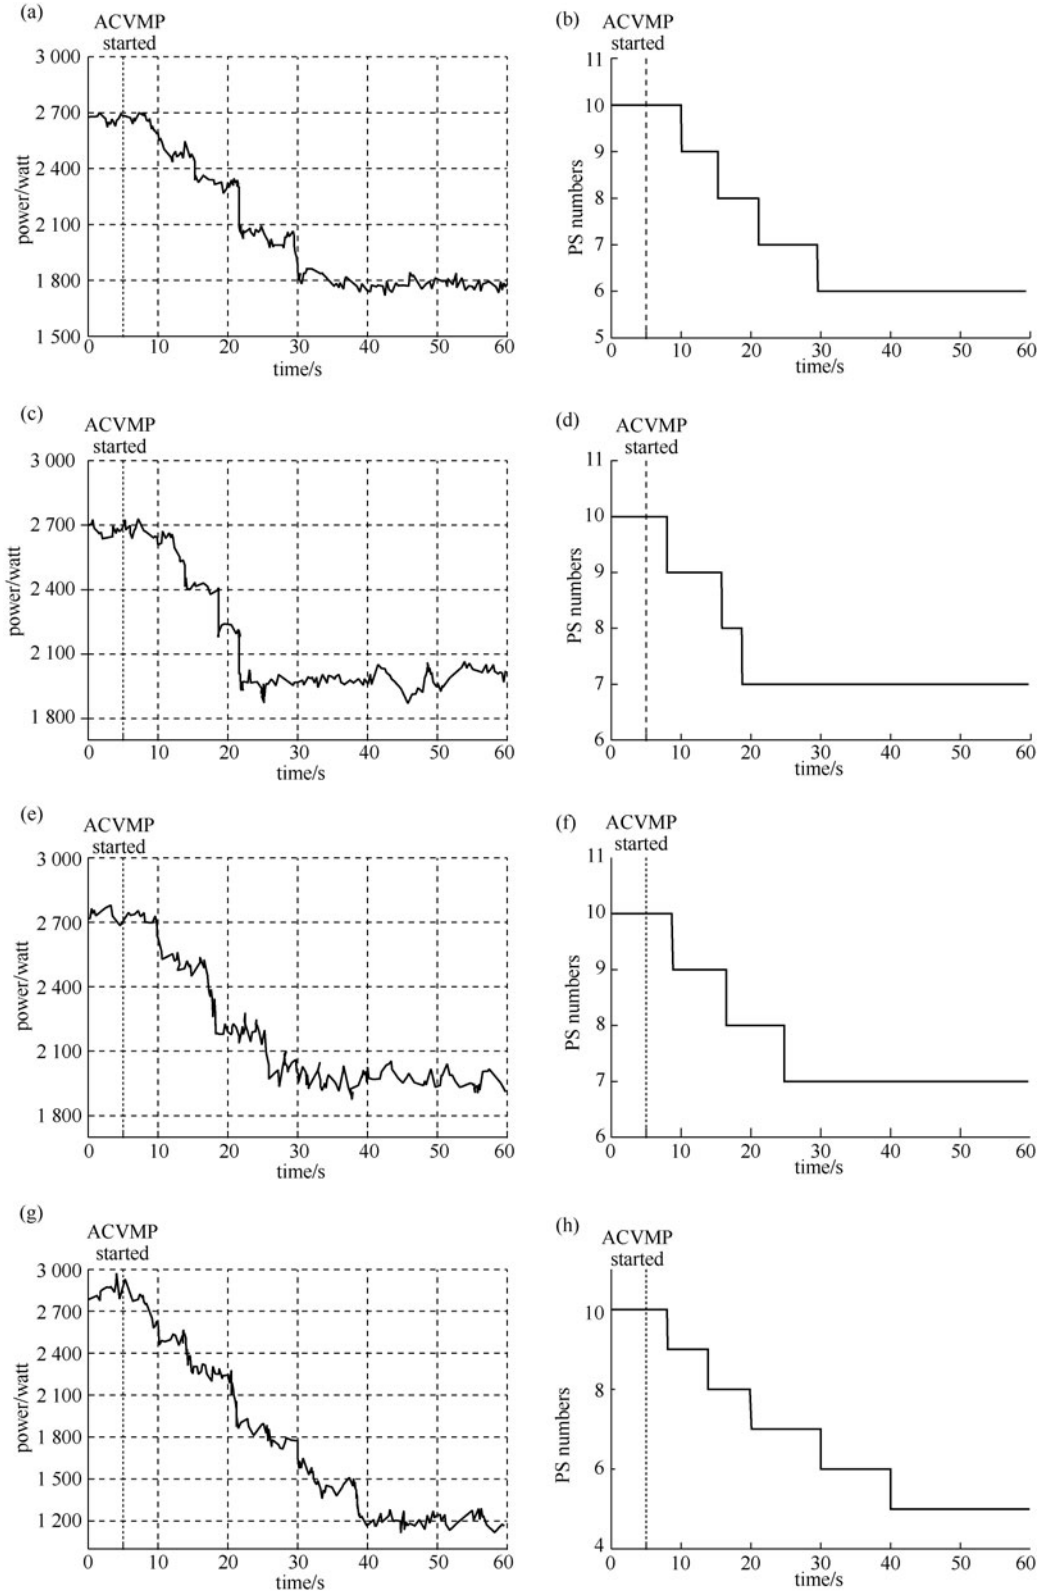 (a)
ACVMP
started
3 000
2 700
2 400
2 100
1 800
1 500
power/watt
0 10 20 30 40 50 60
time/s
(b)
ACVMP
started
11
10
9
8
7
6
5
PS numbers
0 10 20 30 40 50 60
time/s
(c)
ACVMP
started
3 000
2 700
2 400
2 100
1 800
power/watt
0 10 20 30 40 50 60
time/s
(d)
ACVMP
started
11
10
9
8
7
6
PS numbers
0 10 20 30 40 50 60
time/s
(e)
ACVMP
started
3 000
2 700
2 400
2 100
1 800
power/watt
0 10 20 30 40 50 60
time/s
(f)
ACVMP
started
11
10
9
8
7
6
PS numbers
0 10 20 30 40 50 60
time/s
(g)
ACVMP
started
3 000
2 700
2 400
2 100
1 800
1 500
1 200
power/watt
0 10 20 30 40 50 60
time/s
(h)
ACVMP
started
10
8
6
4
PS numbers
0 10 20 30 40 50 60
time/s